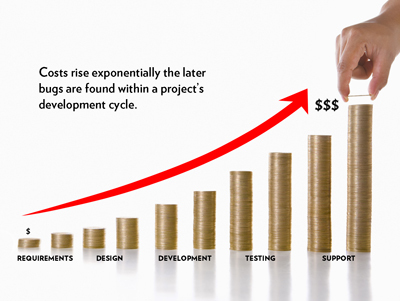 Costs rise exponentially the later
bugs are found within a project's
development cycle.
$$$
$
REQUIREMENTS DESIGN DEVELOPMENT TESTING SUPPORT